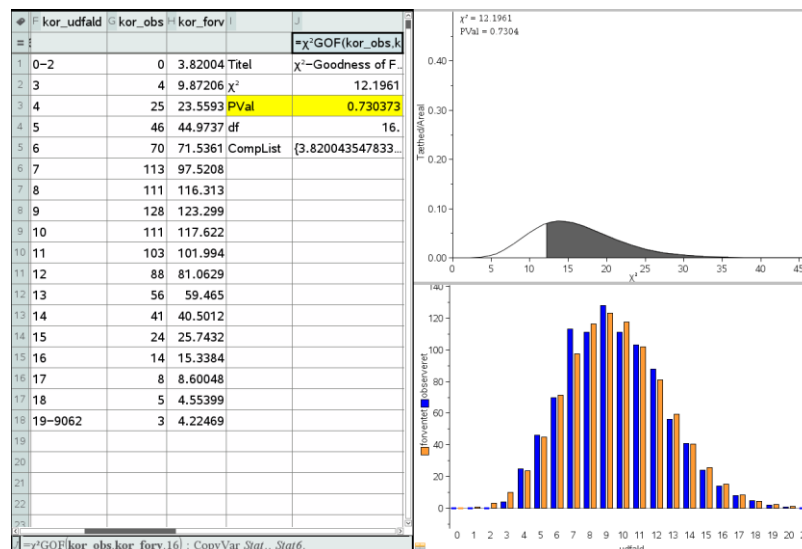 F kor_udfald G kor_obs H kor_forv I J
= =χ²GOF(kor_obs,k
1 0-2 0 3.82004 Titel χ²-Goodness of F...
2 3 4 9.87206 χ² 12.1961
3 4 25 23.5593 PVal 0.730373
4 5 46 44.9737 df 16.
5 6 70 71.5361 CompList {3.820043547833...
6 7 113 97.5208
7 8 111 116.313
8 9 128 123.299
9 10 111 117.622
10 11 103 101.994
11 12 88 81.0629
12 13 56 59.465
13 14 41 40.5012
14 15 24 25.7432
15 16 14 15.3384
16 17 8 8.60048
17 18 5 4.55399
18 19-9062 3 4.22469
19
20
21
22
23
J =χ²GOF(kor_obs,kor_forv,16) : CopyVar Stat., Stat6.
χ² = 12.1961
PVal = 0.7304
Tæthed/Areal
0.40
0.30
0.20
0.10
0.00
0 5 10 15 20 25 30 35 40 45
χ²
forventet observeret
140
120
100
80
60
40
20
0
0 1 2 3 4 5 6 7 8 9 10 11 12 13 14 15 16 17 18 19 20
udfald